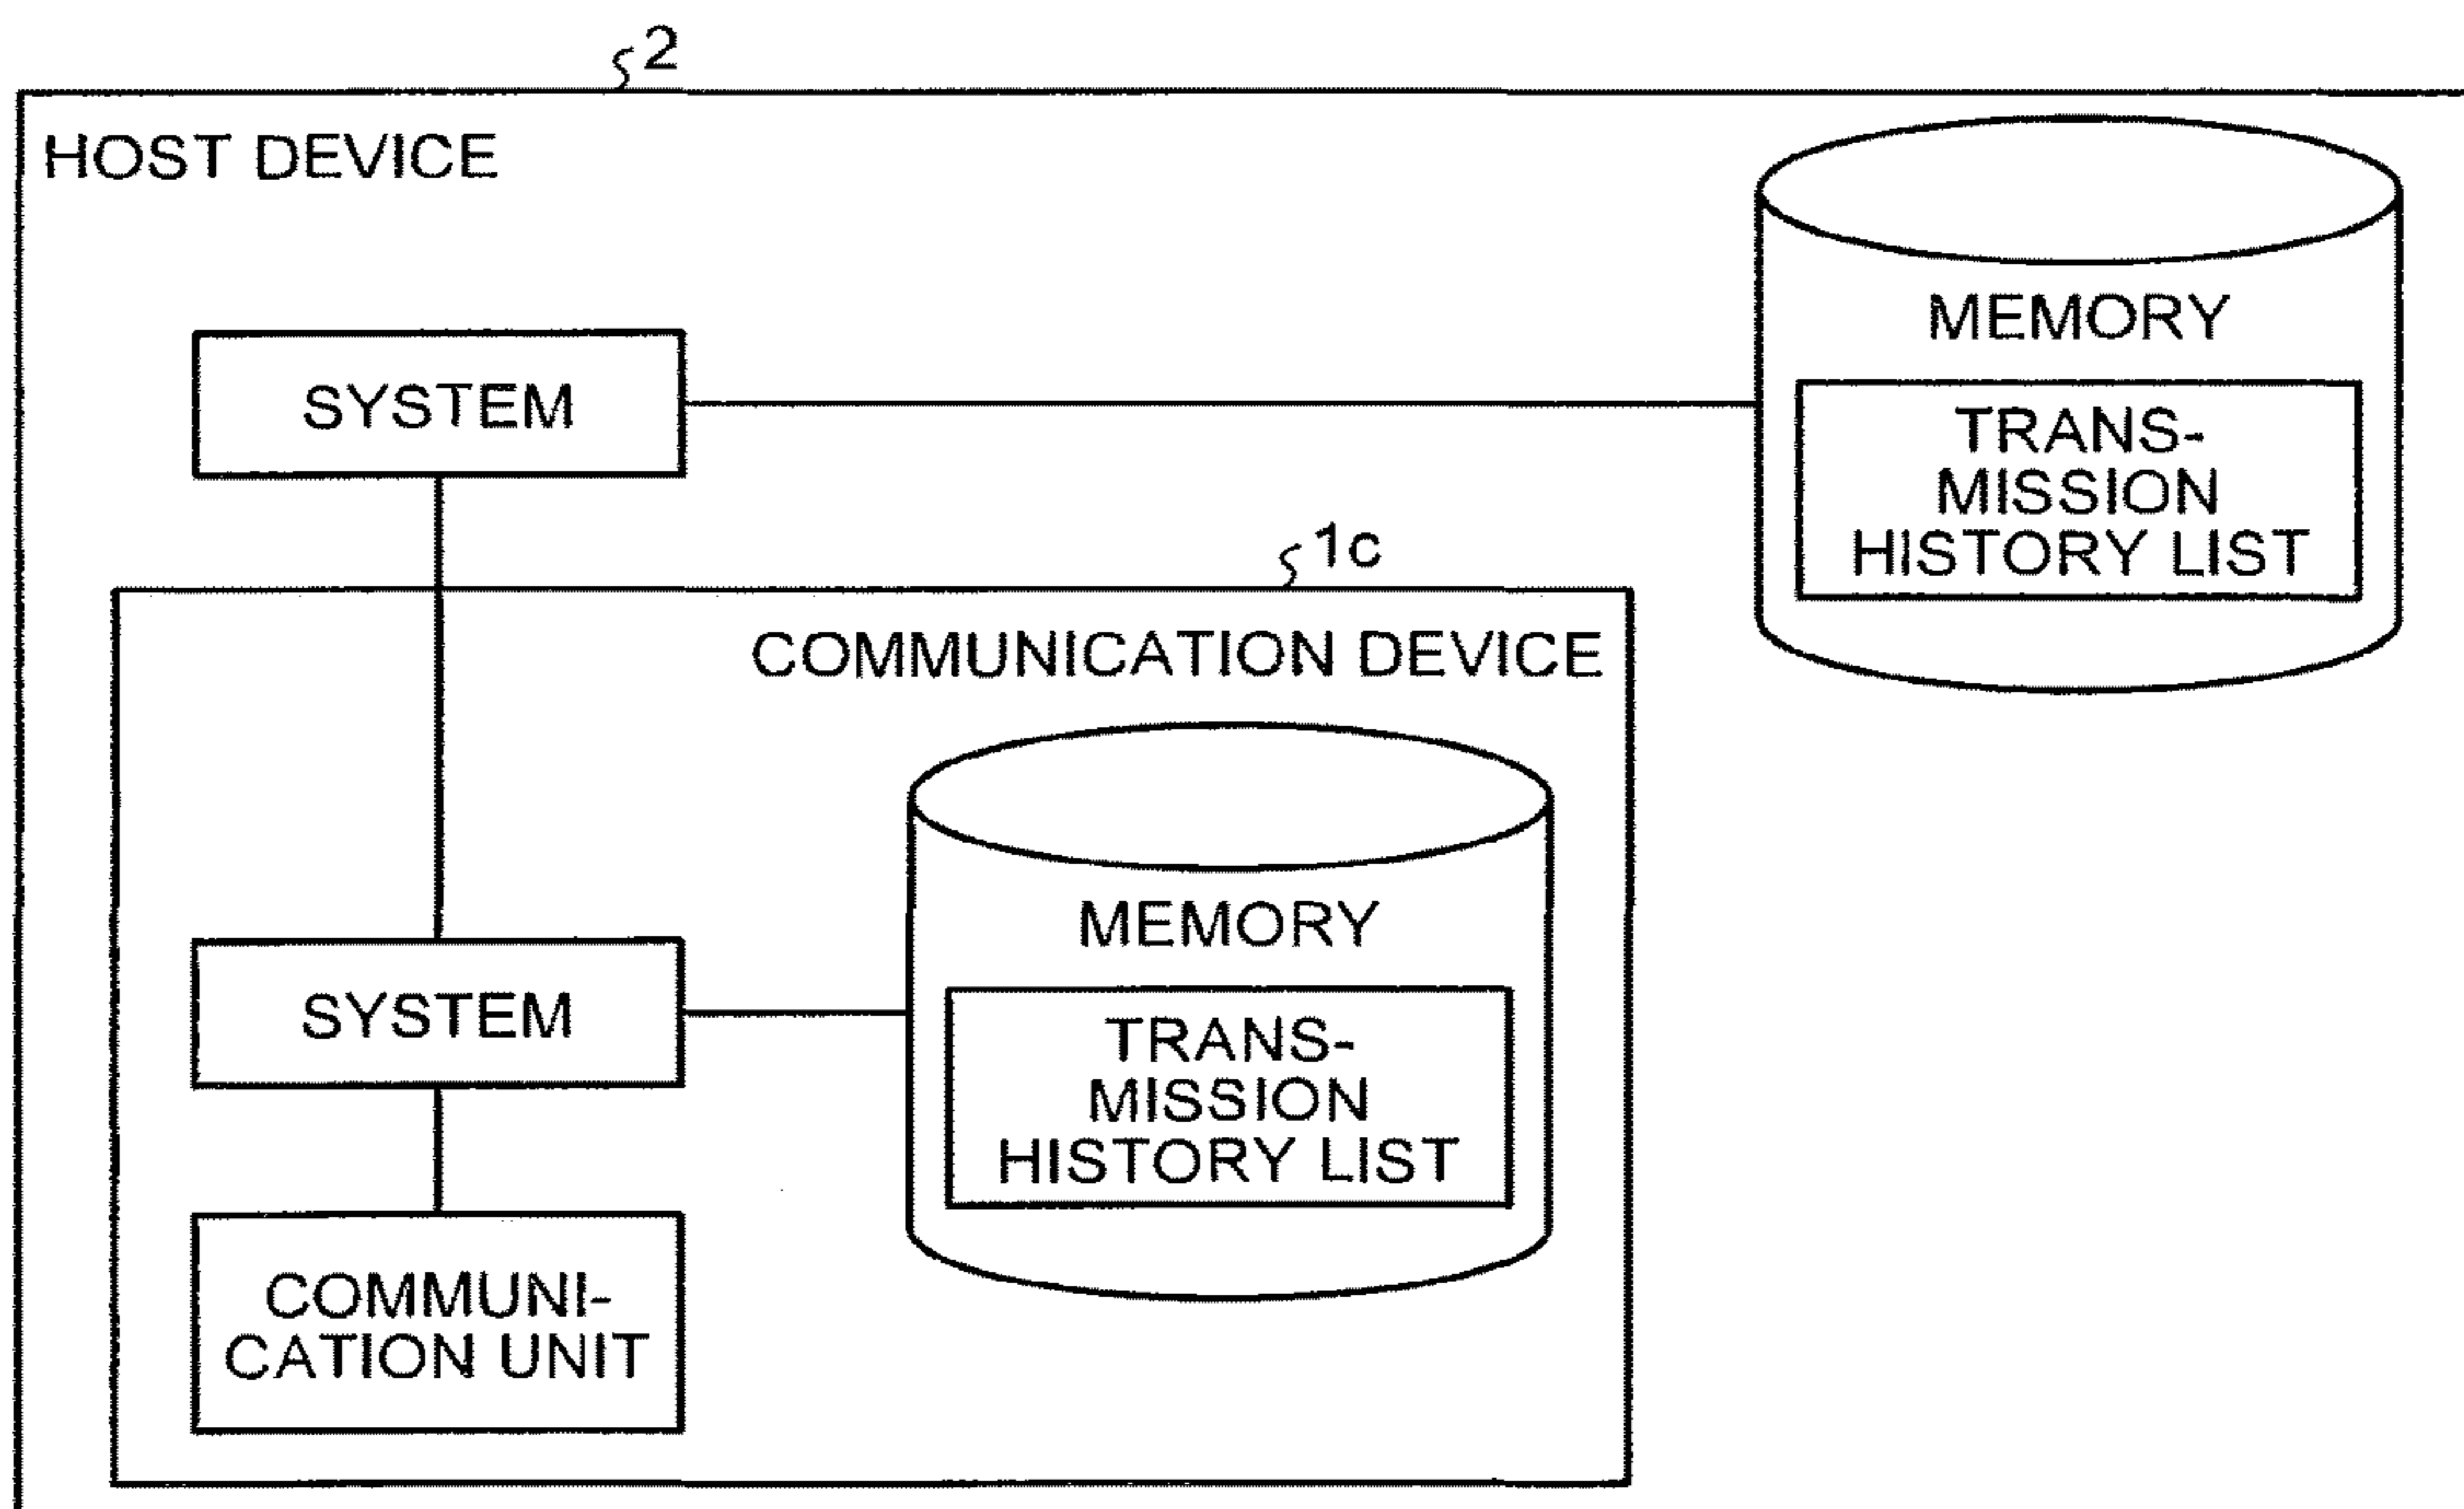 2
HOST DEVICE
MEMORY
SYSTEM
TRANS-
MISSION
HISTORY LIST
1c
COMMUNICATION DEVICE
MEMORY
SYSTEM
TRANS-
MISSION
HISTORY LIST
COMMUNI-
CATION UNIT